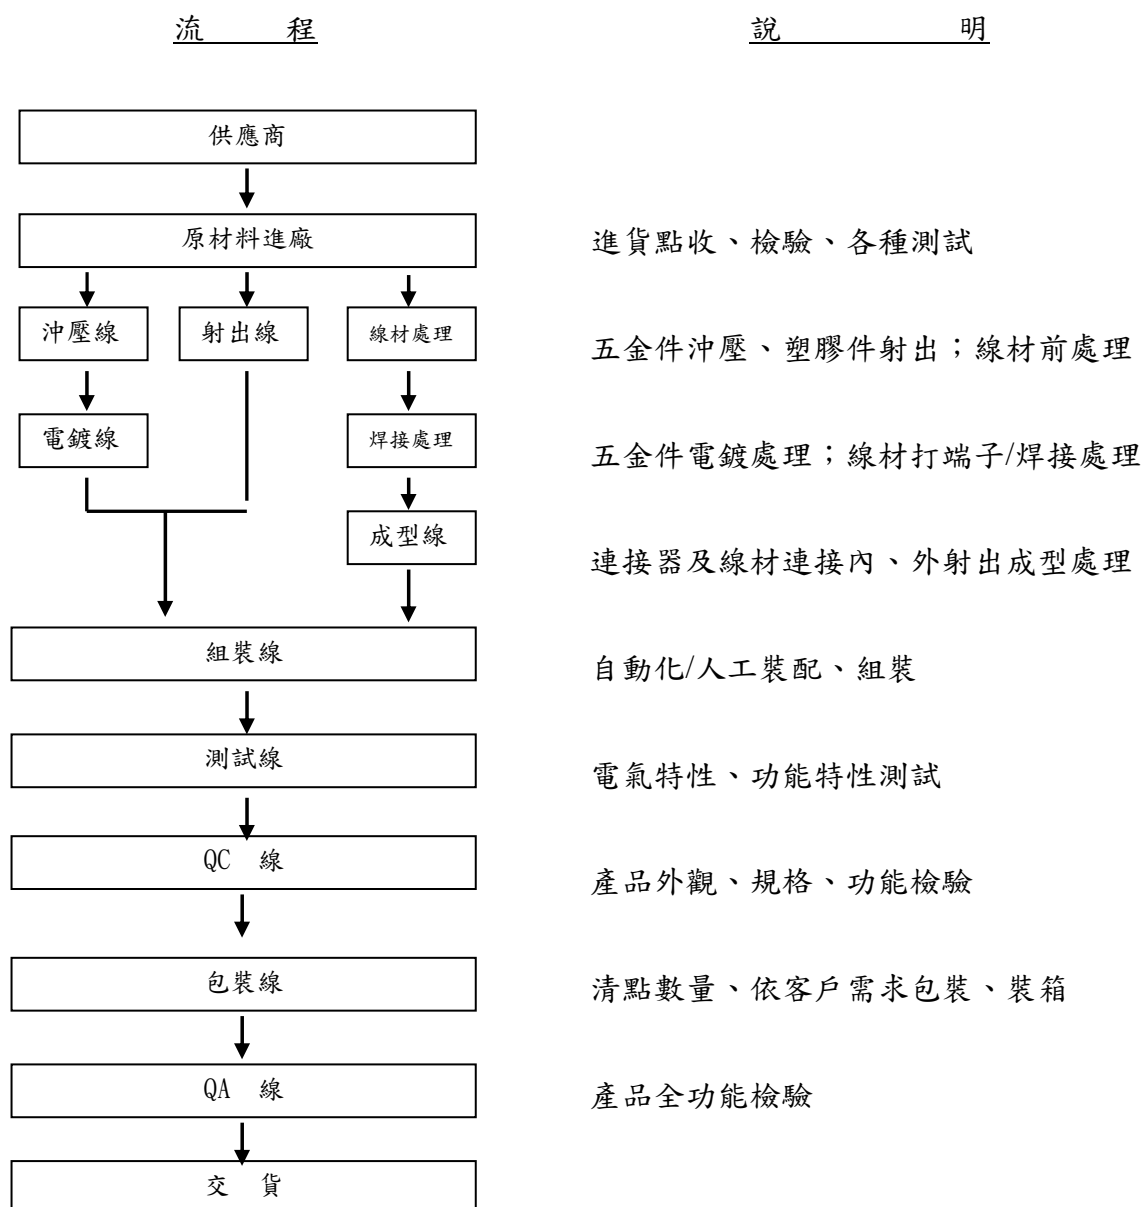 流 程 說 明
供應商
原材料進廠 進貨點收、檢驗、各種測試
沖壓線 射出線 線材處理 五金件沖壓、塑膠件射出；線材前處理
電鍍線 焊接處理 五金件電鍍處理；線材打端子/焊接處理
成型線 連接器及線材連接內、外射出成型處理
組裝線 自動化/人工裝配、組裝
測試線 電氣特性、功能特性測試
QC 線 產品外觀、規格、功能檢驗
包裝線 清點數量、依客戶需求包裝、裝箱
QA 線 產品全功能檢驗
交 貨